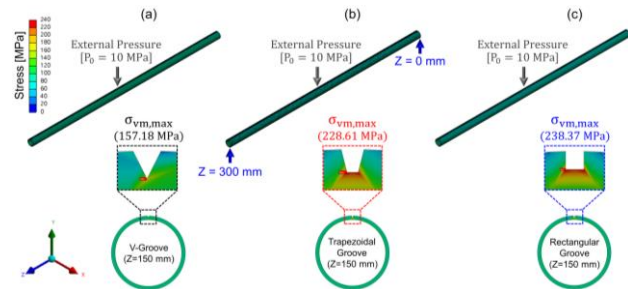 (a)
(b)
(c)
Stress [MPa]
240
220
200
180
160
140
120
100
80
60
40
20
0
External Pressure
[P₀ = 10 MPa]
External Pressure
[P₀ = 10 MPa]
External Pressure
[P₀ = 10 MPa]
Z = 0 mm
σvm,max
(157.18 MPa)
σvm,max
(228.61 MPa)
σvm,max
(238.37 MPa)
Z = 300 mm
V-Groove
(Z=150 mm)
Trapezoidal
Groove
(Z=150 mm)
Rectangular
Groove
(Z=150 mm)
Y
Z
X